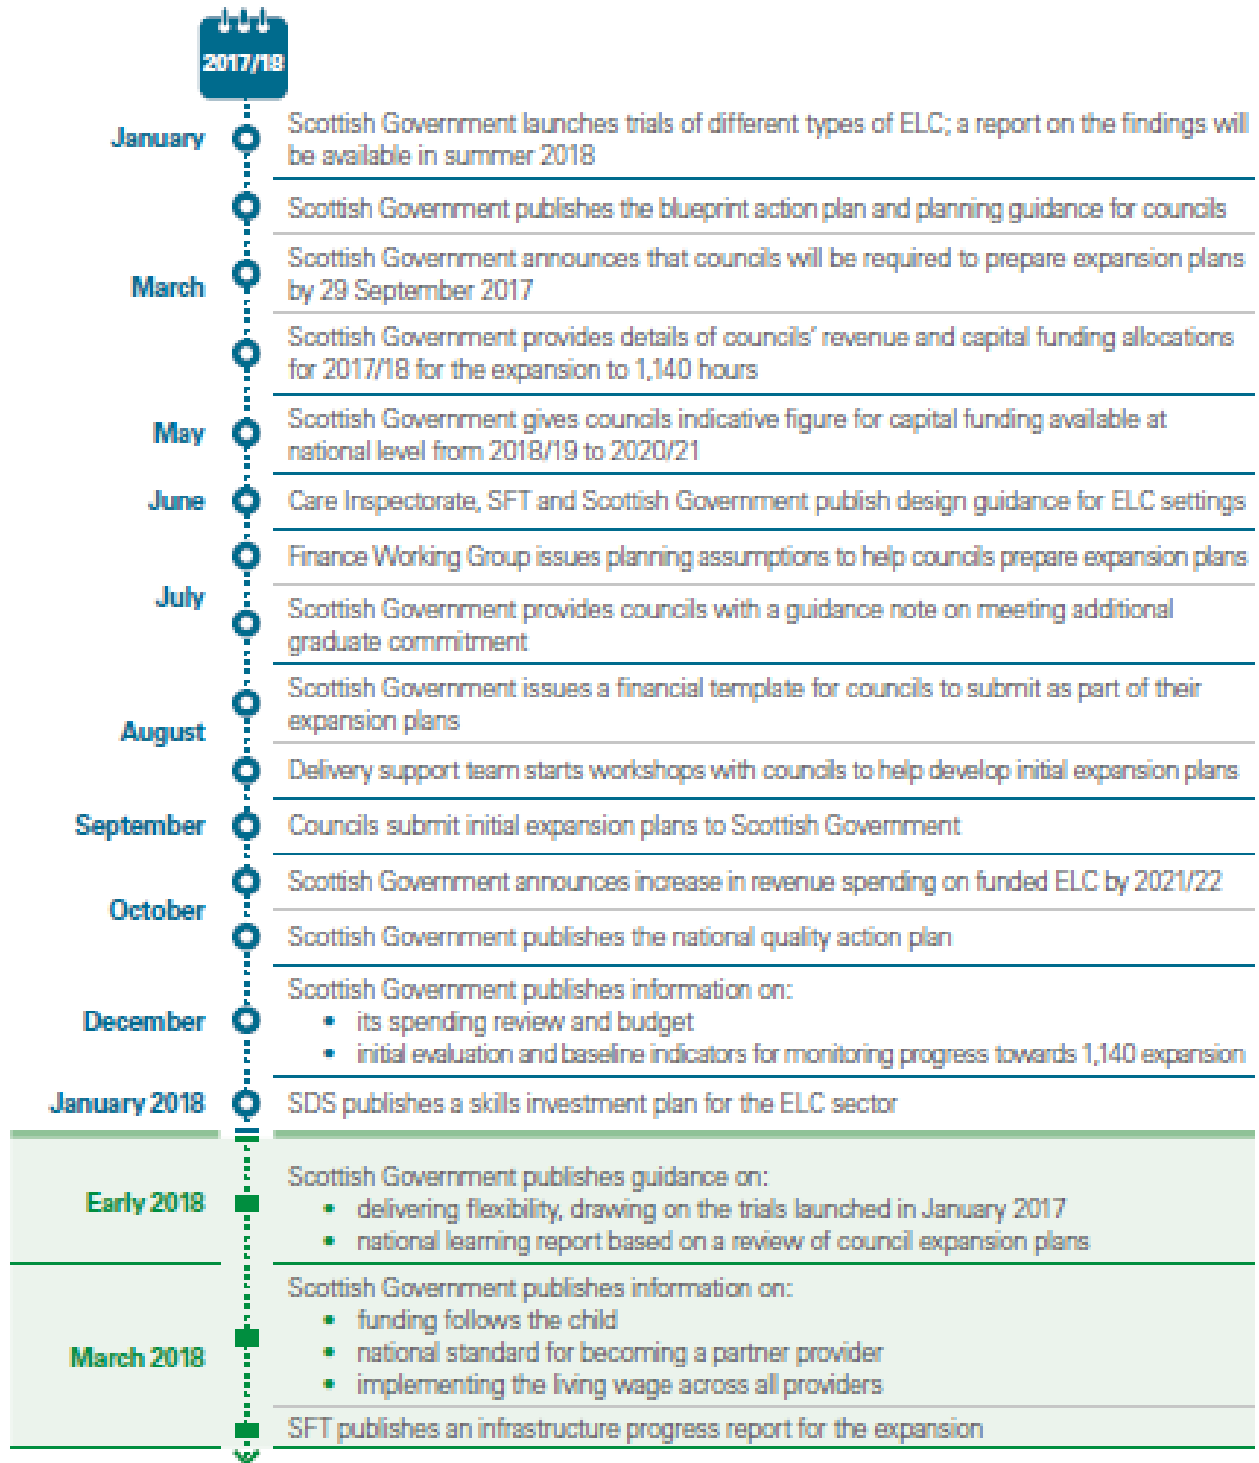 2017/18
January
Scottish Government launches trials of different types of ELC; a report on the findings will
be available in summer 2018
Scottish Government publishes the blueprint action plan and planning guidance for councils
March
Scottish Government announces that councils will be required to prepare expansion plans
by 29 September 2017
Scottish Government provides details of councils' revenue and capital funding allocations
for 2017/18 for the expansion to 1,140 hours
May
Scottish Government gives councils indicative figure for capital funding available at
national level from 2018/19 to 2020/21
June
Care Inspectorate, SFT and Scottish Government publish design guidance for ELC settings
July
Finance Working Group issues planning assumptions to help councils prepare expansion plans
Scottish Government provides councils with a guidance note on meeting additional
graduate commitment
August
Scottish Government issues a financial template for councils to submit as part of their
expansion plans
Delivery support team starts workshops with councils to help develop initial expansion plans
September
Councils submit initial expansion plans to Scottish Government
October
Scottish Government announces increase in revenue spending on funded ELC by 2021/22
Scottish Government publishes the national quality action plan
December
Scottish Government publishes information on:
• its spending review and budget
• initial evaluation and baseline indicators for monitoring progress towards 1,140 expansion
January 2018
SDS publishes a skills investment plan for the ELC sector
Early 2018
Scottish Government publishes guidance on:
• delivering flexibility, drawing on the trials launched in January 2017
• national learning report based on a review of council expansion plans
March 2018
Scottish Government publishes information on:
• funding follows the child
• national standard for becoming a partner provider
• implementing the living wage across all providers
SFT publishes an infrastructure progress report for the expansion